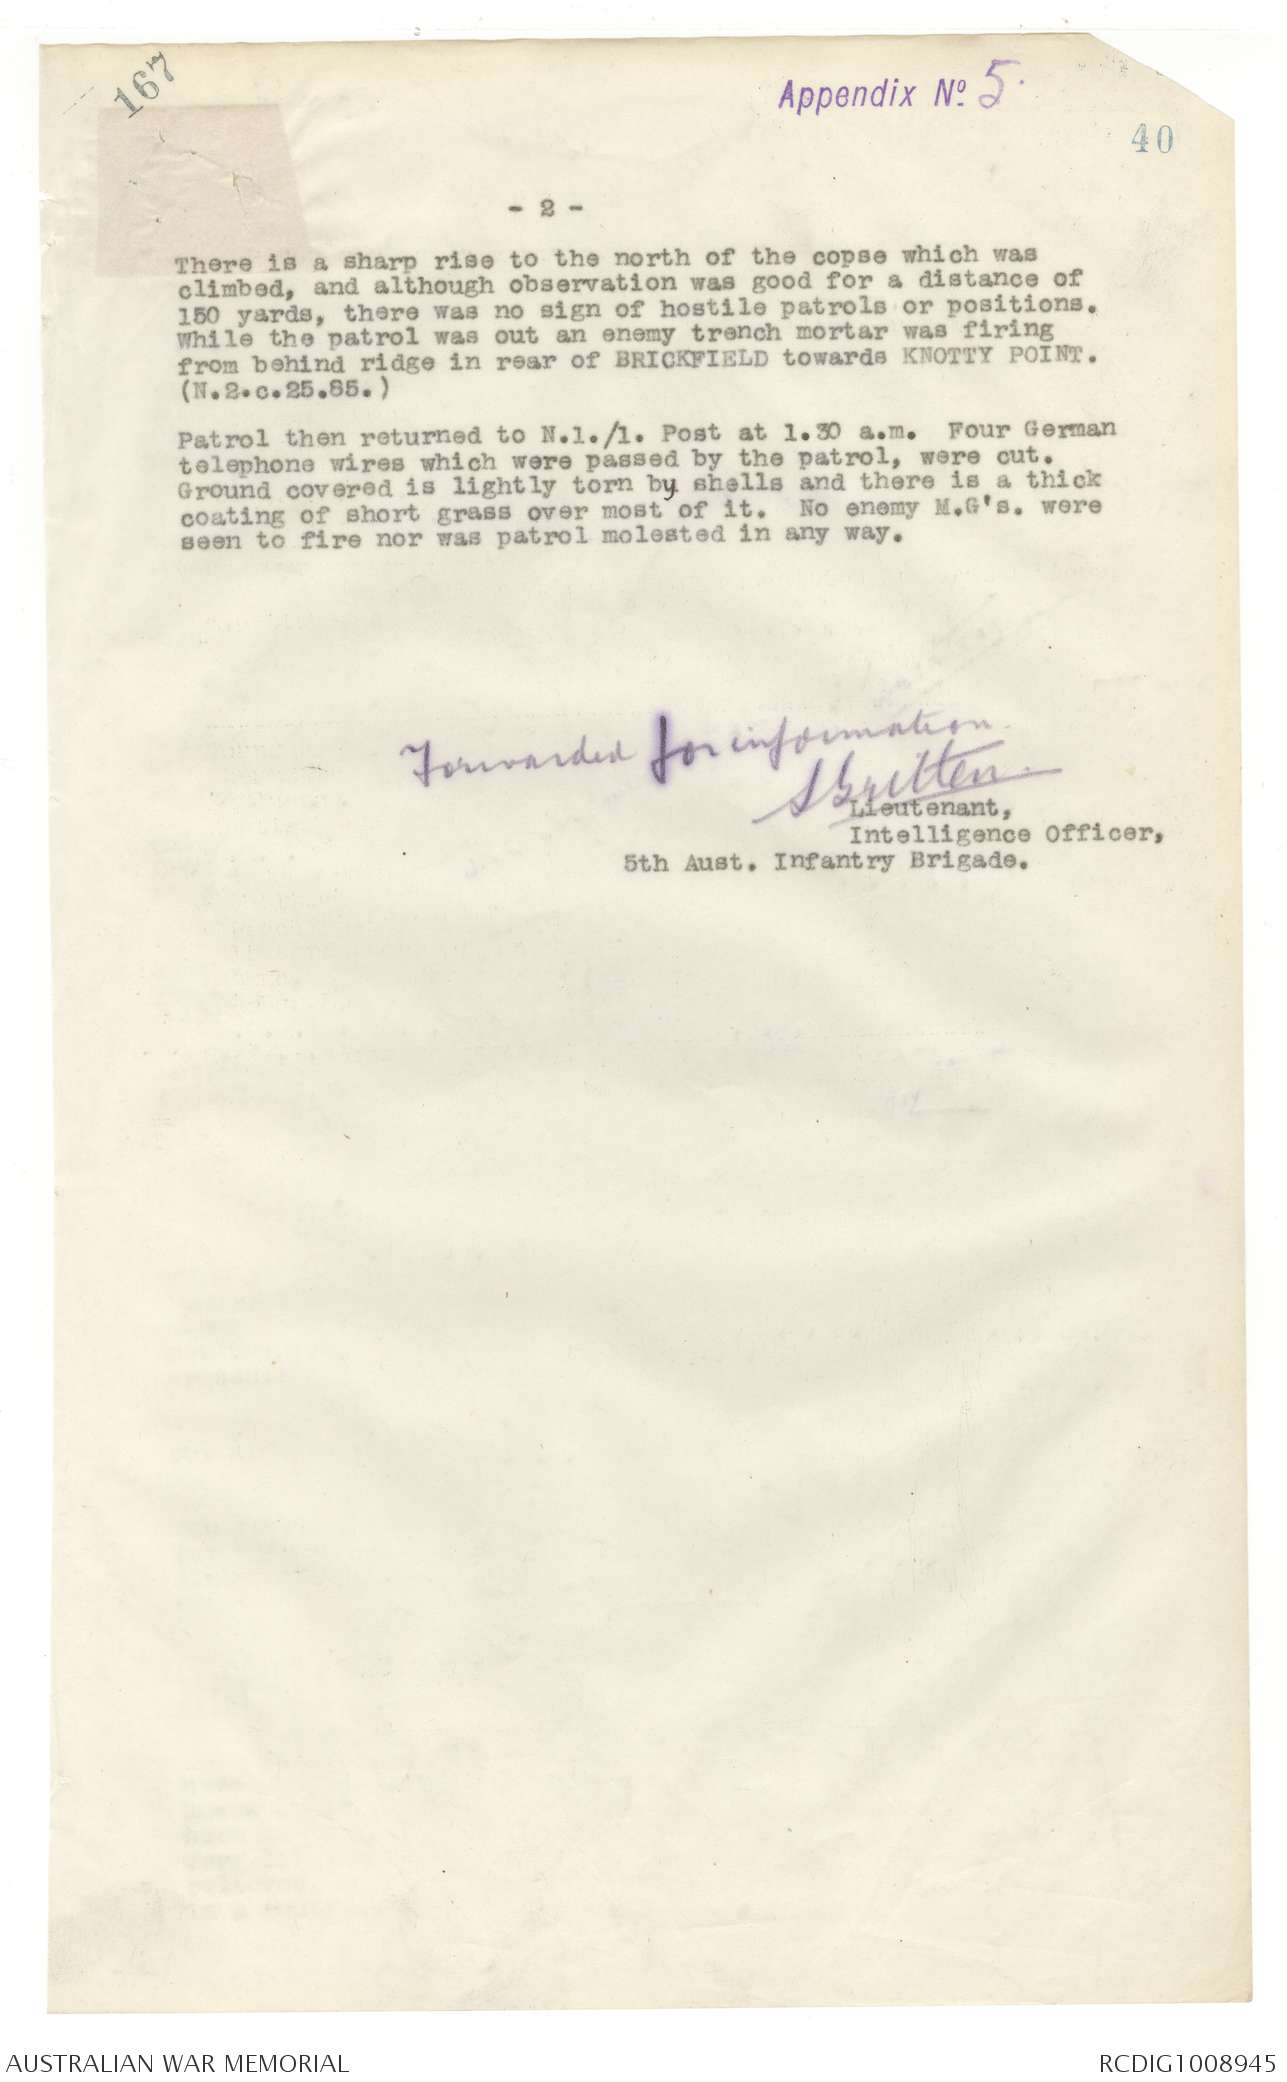 167
Appendix No. 5.
40
- 2 -
There is a sharp rise to the north of the copse which was
climbed, and although observation was good for a distance of
150 yards, there was no sign of hostile patrols or positions.
While the patrol was out an enemy trench mortar was firing
from behind ridge in rear of BRICKFIELD towards KNOTTY POINT.
(N.2.c.25.85.)
Patrol then returned to N.1./1. Post at 1.30 a.m. Four German
telephone wires which were passed by the patrol, were cut.
Ground covered is lightly torn by shells and there is a thick
coating of short grass over most of it. No enemy M.G's. were
seen to fire nor was patrol molested in any way.
Forwarded for information.
SBritten
Lieutenant,
Intelligence Officer,
5th Aust. Infantry Brigade.
AUSTRALIAN WAR MEMORIAL
RCDIG1008945